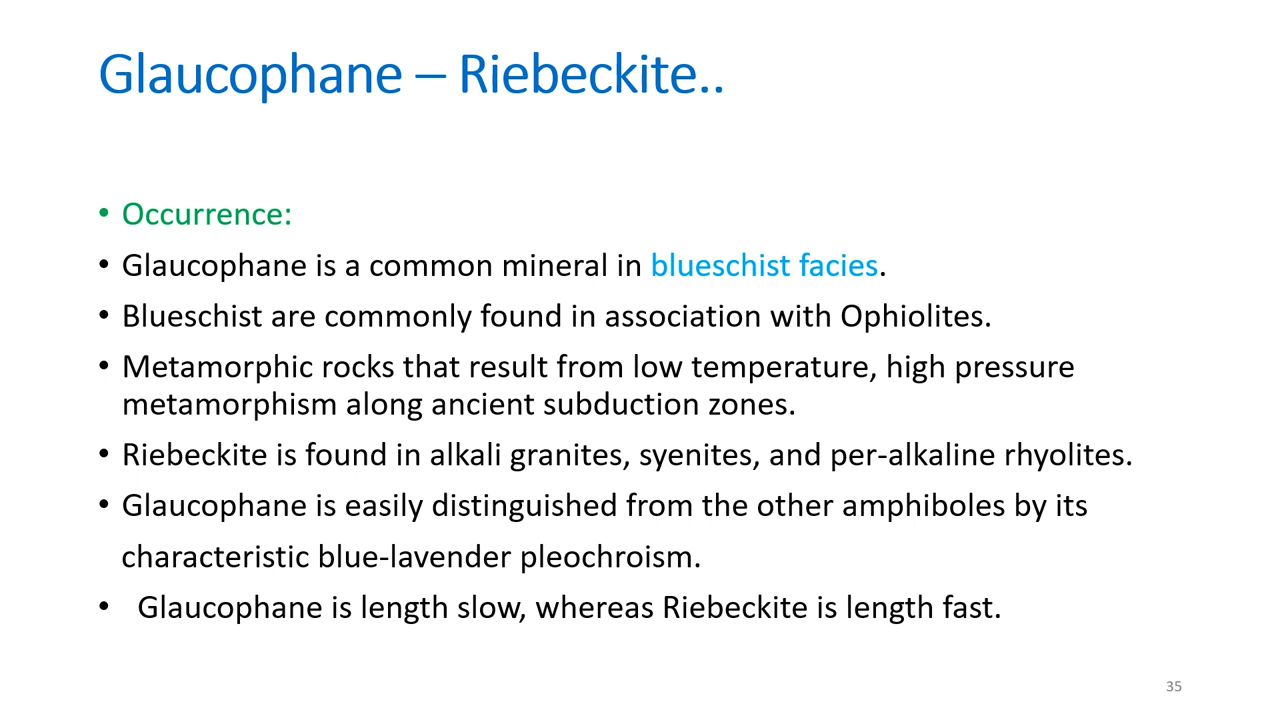 Glaucophane – Riebeckite..
• Occurrence:
• Glaucophane is a common mineral in blueschist facies.
• Blueschist are commonly found in association with Ophiolites.
• Metamorphic rocks that result from low temperature, high pressure
metamorphism along ancient subduction zones.
• Riebeckite is found in alkali granites, syenites, and per-alkaline rhyolites.
• Glaucophane is easily distinguished from the other amphiboles by its
characteristic blue-lavender pleochroism.
• Glaucophane is length slow, whereas Riebeckite is length fast.
35